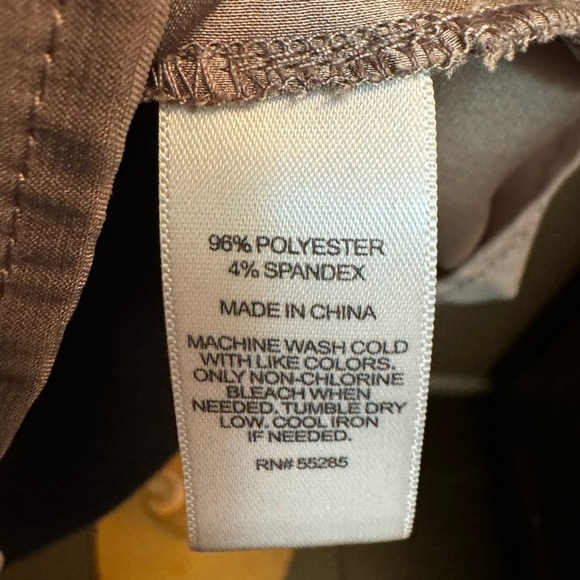 96% POLYESTER
4% SPANDEX
MADE IN CHINA
MACHINE WASH COLD
WITH LIKE COLORS.
ONLY NON-CHLORINE
BLEACH WHEN
NEEDED. TUMBLE DRY
LOW. COOL IRON
IF NEEDED.
RN# 55285